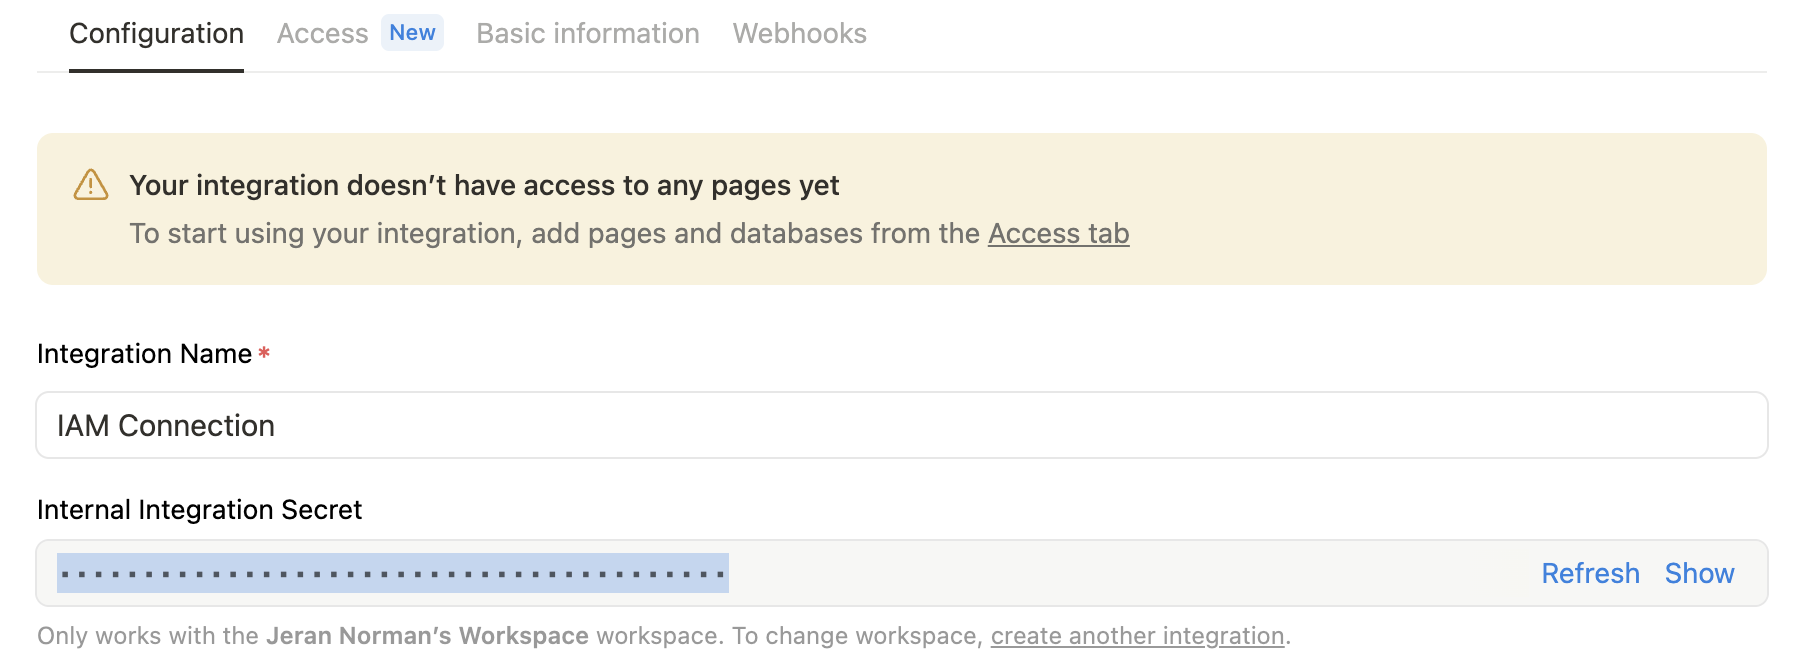 Configuration Access New Basic information Webhooks
Your integration doesn’t have access to any pages yet
To start using your integration, add pages and databases from the Access tab
Integration Name *
IAM Connection
Internal Integration Secret
•••••••••••••••••••••••••••••••••••••••• Refresh Show
Only works with the Jeran Norman’s Workspace workspace. To change workspace, create another integration.